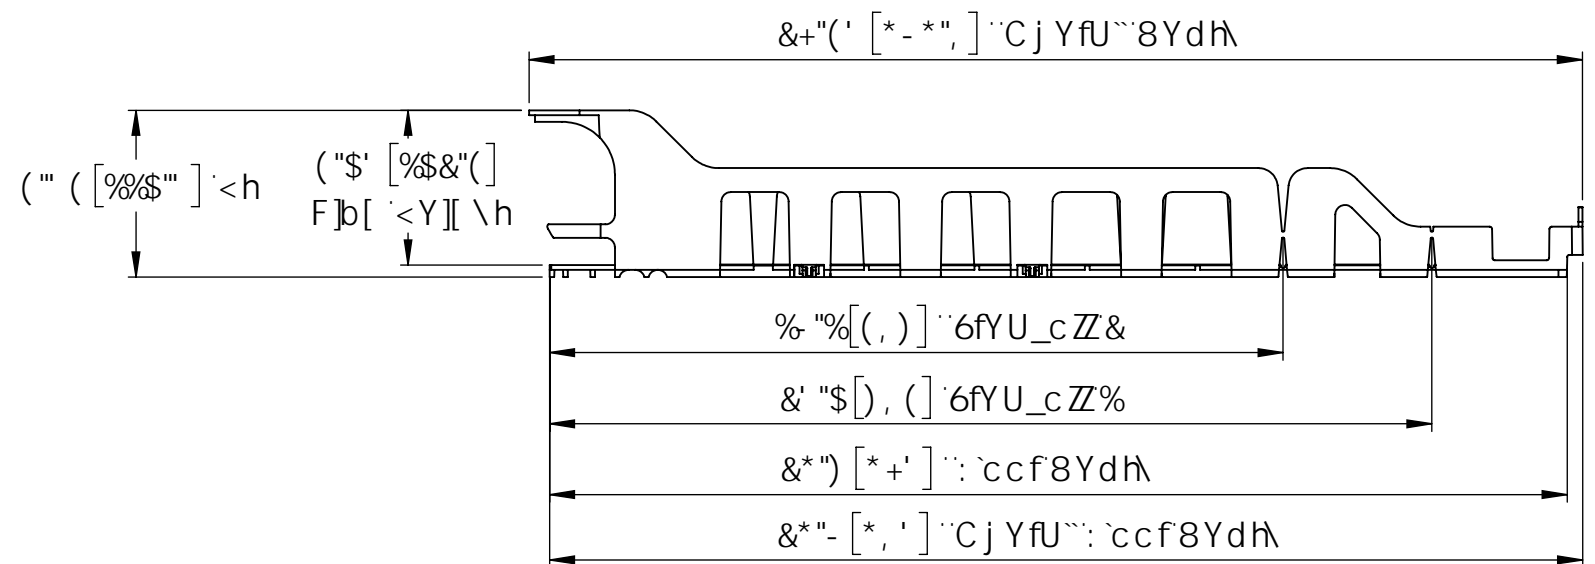 &+"(' [*-*",] ˙˙CjYfU``˙8Ydh\
("$' [%$&"(]
("'( [%%$"'] ˙<h
F]b[ ˙<Y][\h
%-"%[(,)] ˙˙6fYU_cZZ˙&
&'"$[),(] ˙6fYU_cZZ˙%
&*") [*+'] ˙˙:`ccf˙8Ydh\
&*"- [*,'] ˙˙CjYfU``˙:`ccf˙8Ydh\